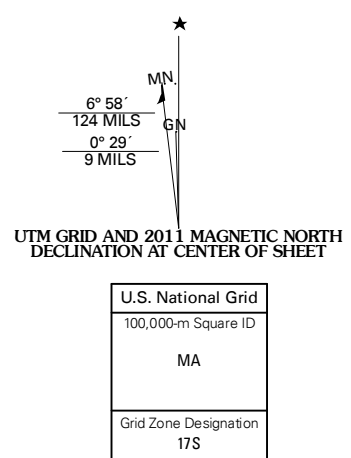 ★
MN.
6° 58´
124 MILS
GN
0° 29´
9 MILS
UTM GRID AND 2011 MAGNETIC NORTH
DECLINATION AT CENTER OF SHEET
U.S. National Grid
100,000-m Square ID
MA
Grid Zone Designation
17S